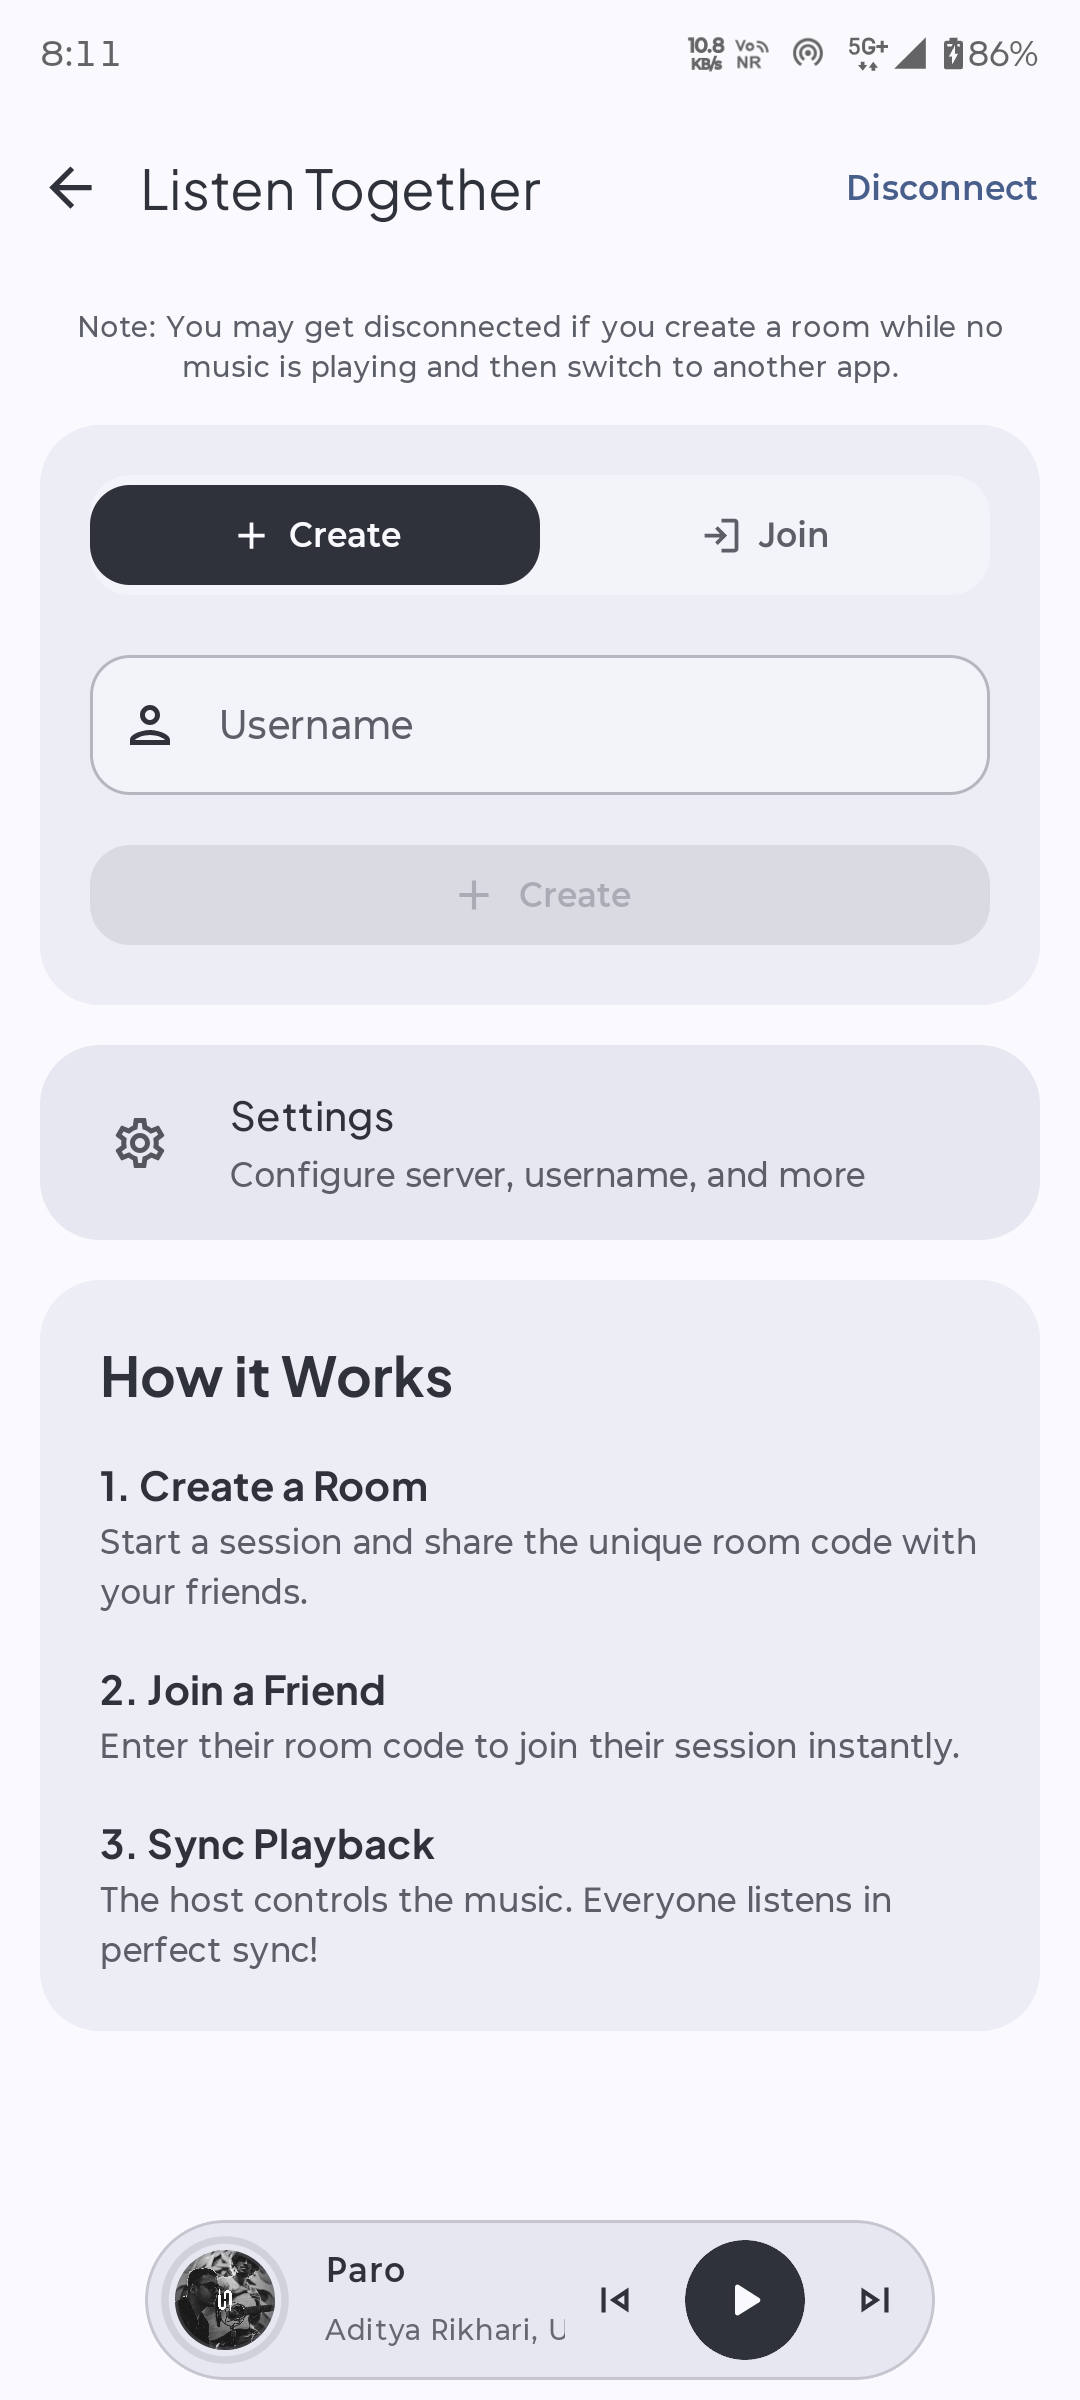 8:11
10.8 KB/s Vo NR 5G+ 86%
Listen Together
Disconnect
Note: You may get disconnected if you create a room while no
music is playing and then switch to another app.
Create
Join
Username
Create
Settings
Configure server, username, and more
How it Works
1. Create a Room
Start a session and share the unique room code with
your friends.
2. Join a Friend
Enter their room code to join their session instantly.
3. Sync Playback
The host controls the music. Everyone listens in
perfect sync!
Paro
Aditya Rikhari, U